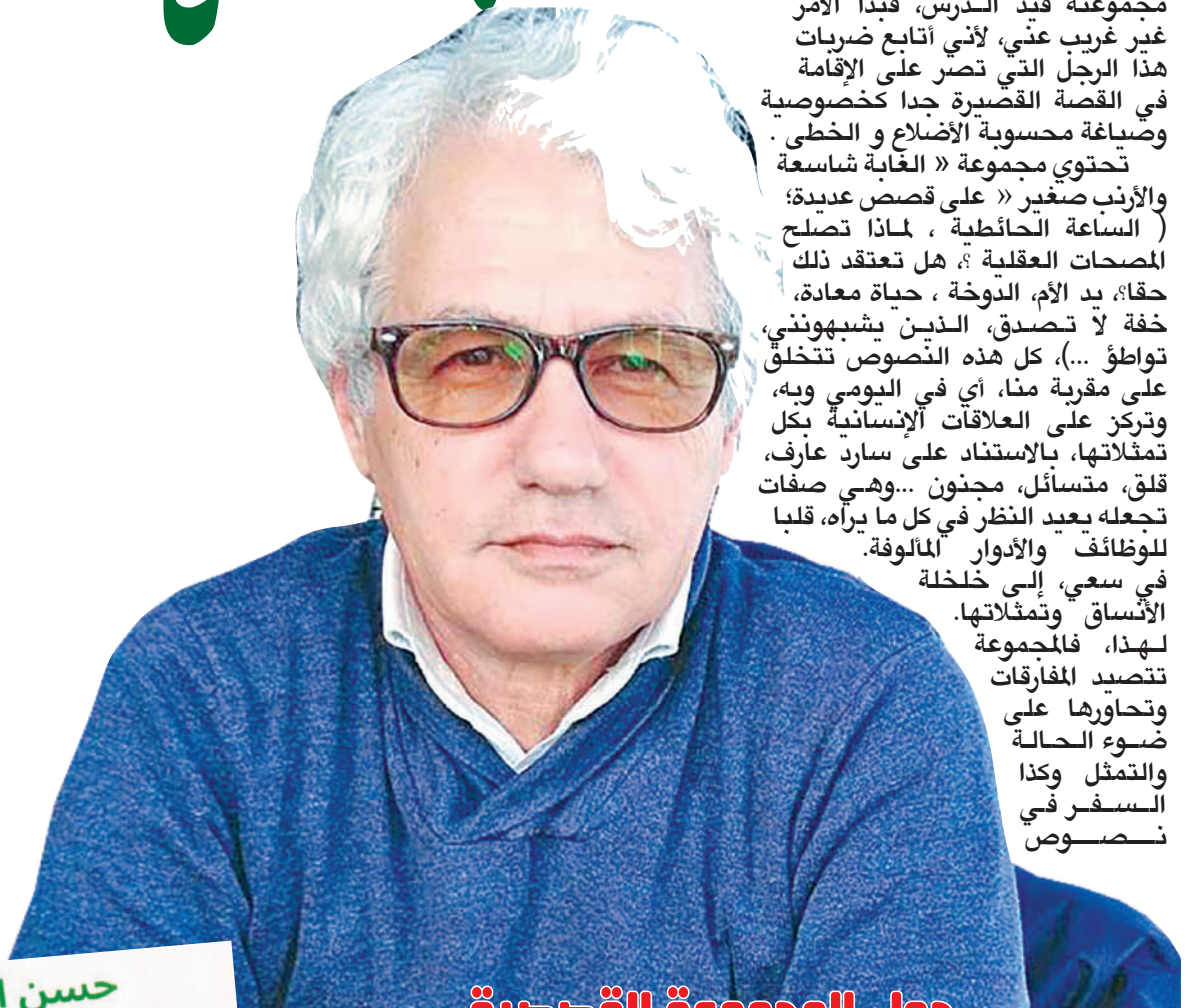 مجموعته قيد الدرس، فبدا الأمر
غير غريب عني، لأني أتابع ضربات
هذا الرجل التي تصر على الإقامة
في القصة القصيرة جدا كخصوصية
وصياغة محسوبة الأضلاع و الخطى .
تحتوي مجموعة « الغابة شاسعة
والأرنب صغير « على قصص عديدة؛
( الساعة الحائطية ، لماذا تصلح
المصحات العقلية ؟، هل تعتقد ذلك
حقا؟، يد الأم، الدوخة ، حياة معادة،
خفة لا تصدق، الذين يشبهونني،
تواطؤ ...)، كل هذه النصوص تتخلق
على مقربة منا، أي في اليومي وبه،
وتركز على العلاقات الإنسانية بكل
تمثلاتها، بالاستناد على سارد عارف،
قلق، متسائل، مجنون ...وهي صفات
تجعله يعيد النظر في كل ما يراه، قلبا
للوظائف والأدوار المألوفة.
في سعي، إلى خلخلة
الأنساق وتمثلاتها.
لهذا، فالمجموعة
تتصيد المفارقات
وتحاورها على
ضوء الحالة
والتمثل وكذا
السفر في
نصوص
حسن
حول المجموعة القصصية